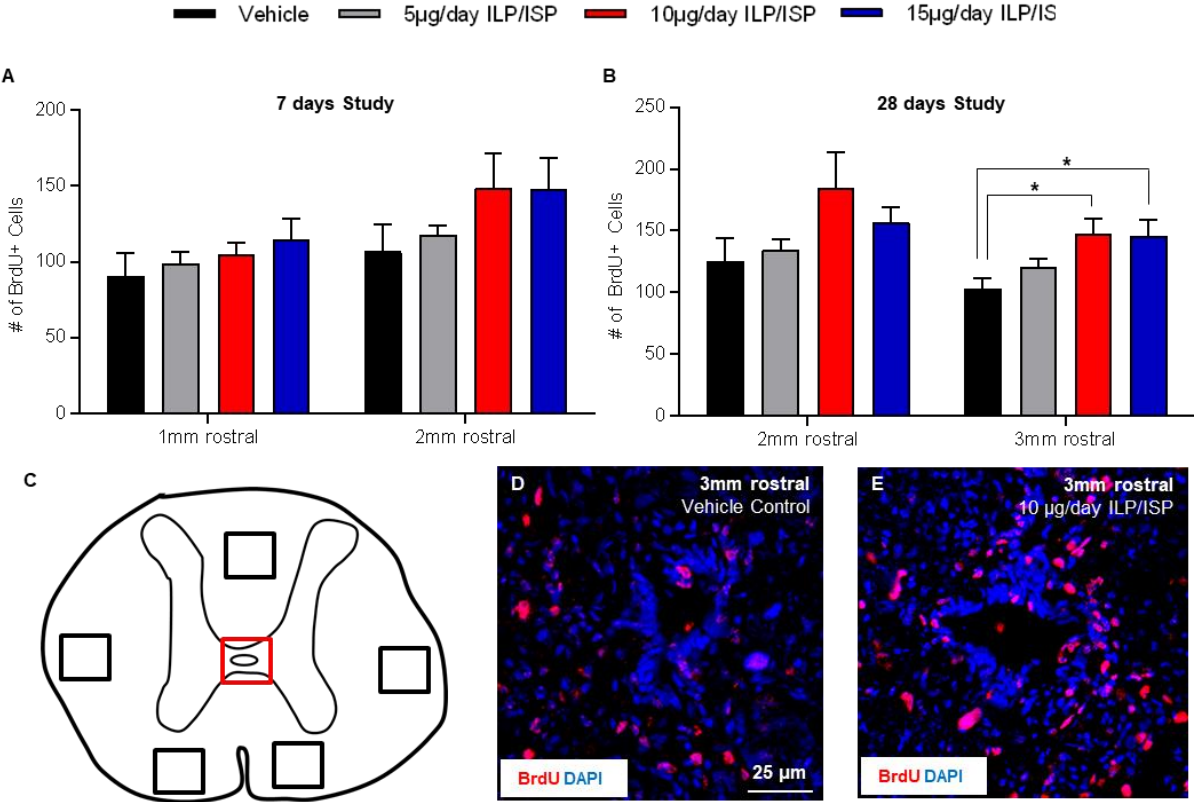 Vehicle 5µg/day ILP/ISP 10µg/day ILP/ISP 15µg/day ILP/IS
A
7 days Study
# of BrdU+ Cells
200
150
100
50
0
1mm rostral 2mm rostral
B
28 days Study
# of BrdU+ Cells
250
200
150
100
50
0
*
*
2mm rostral 3mm rostral
C
D
3mm rostral
Vehicle Control
BrdU DAPI
25 µm
E
3mm rostral
10 µg/day ILP/ISP
BrdU DAPI